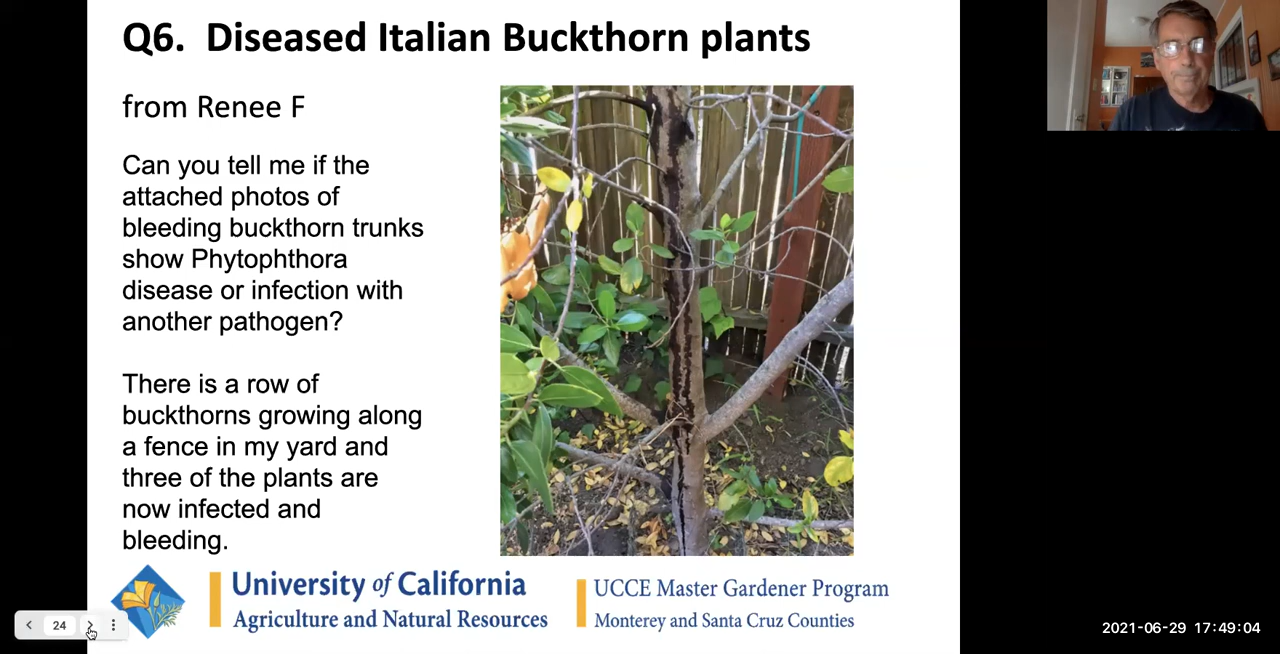 Q6. Diseased Italian Buckthorn plants
from Renee F
Can you tell me if the
attached photos of
bleeding buckthorn trunks
show Phytophthora
disease or infection with
another pathogen?
There is a row of
buckthorns growing along
a fence in my yard and
three of the plants are
now infected and
bleeding.
University of California
Agriculture and Natural Resources
UCCE Master Gardener Program
Monterey and Santa Cruz Counties
24
2021-06-29 17:49:04